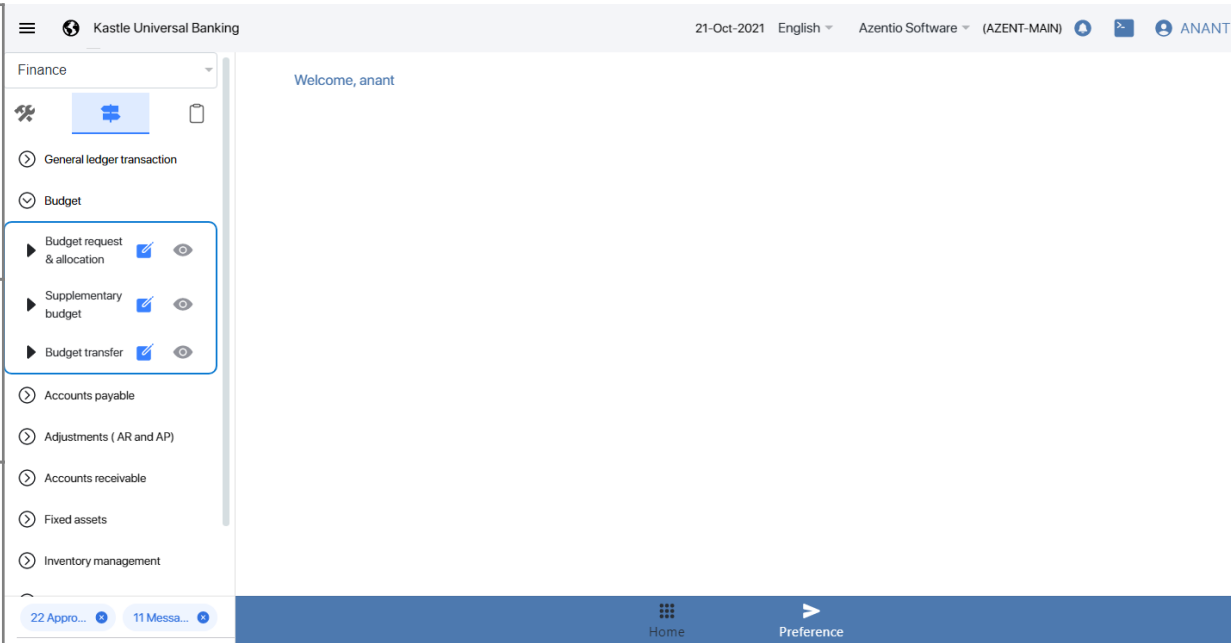 Kastle Universal Banking
21-Oct-2021 English Azentio Software (AZENT-MAIN) ANANT
Finance
Welcome, anant
General ledger transaction
Budget
Budget request
& allocation
Supplementary
budget
Budget transfer
Accounts payable
Adjustments ( AR and AP)
Accounts receivable
Fixed assets
Inventory management
22 Appro... 11 Messa...
Home Preference